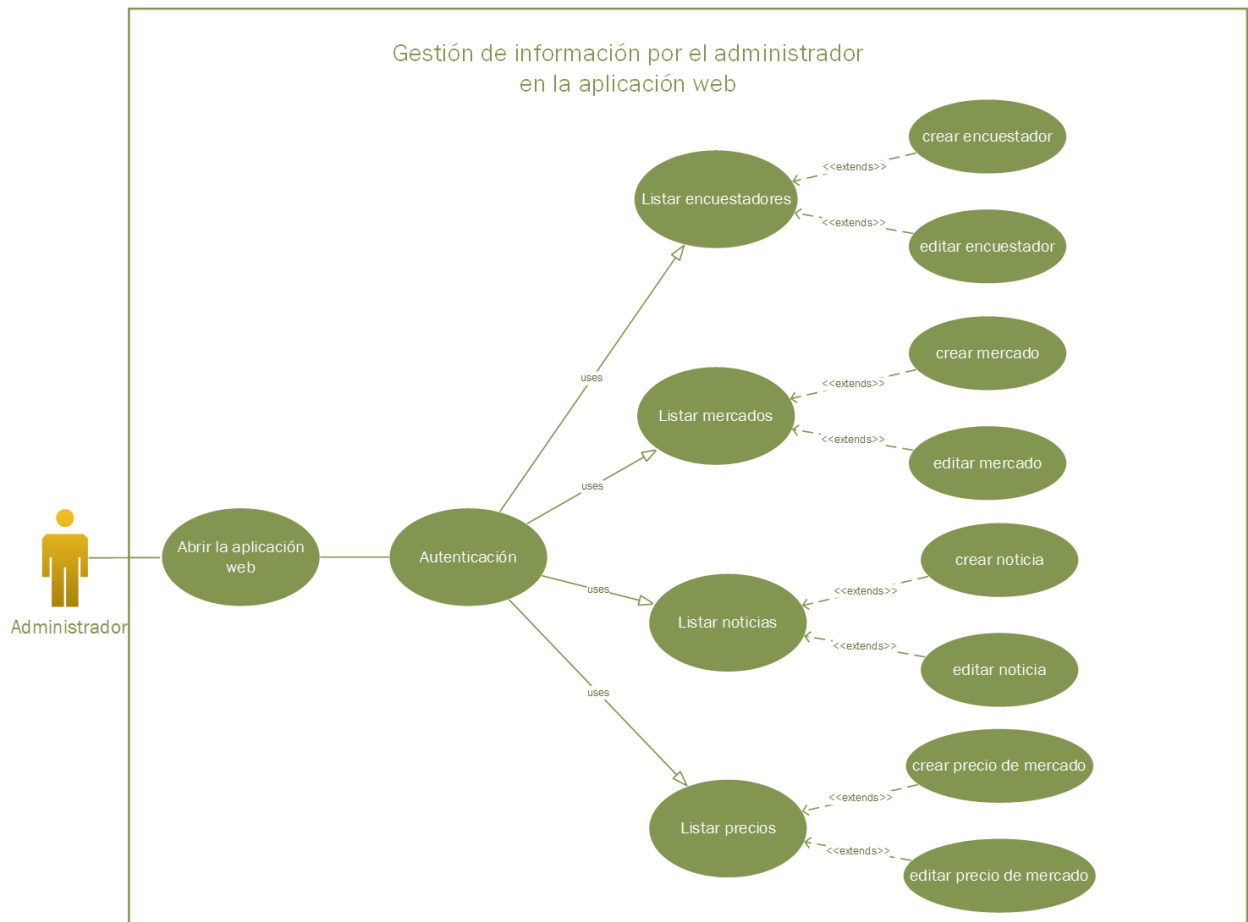 Gestión de información por el administrador
en la aplicación web
crear encuestador
<<extends>>
Listar encuestadores
<<extends>>
editar encuestador
uses
crear mercado
<<extends>>
Listar mercados
<<extends>>
editar mercado
uses
Abrir la aplicación
web
Autenticación
Administrador
crear noticia
<<extends>>
uses
Listar noticias
<<extends>>
editar noticia
uses
crear precio de mercado
<<extends>>
Listar precios
<<extends>>
editar precio de mercado